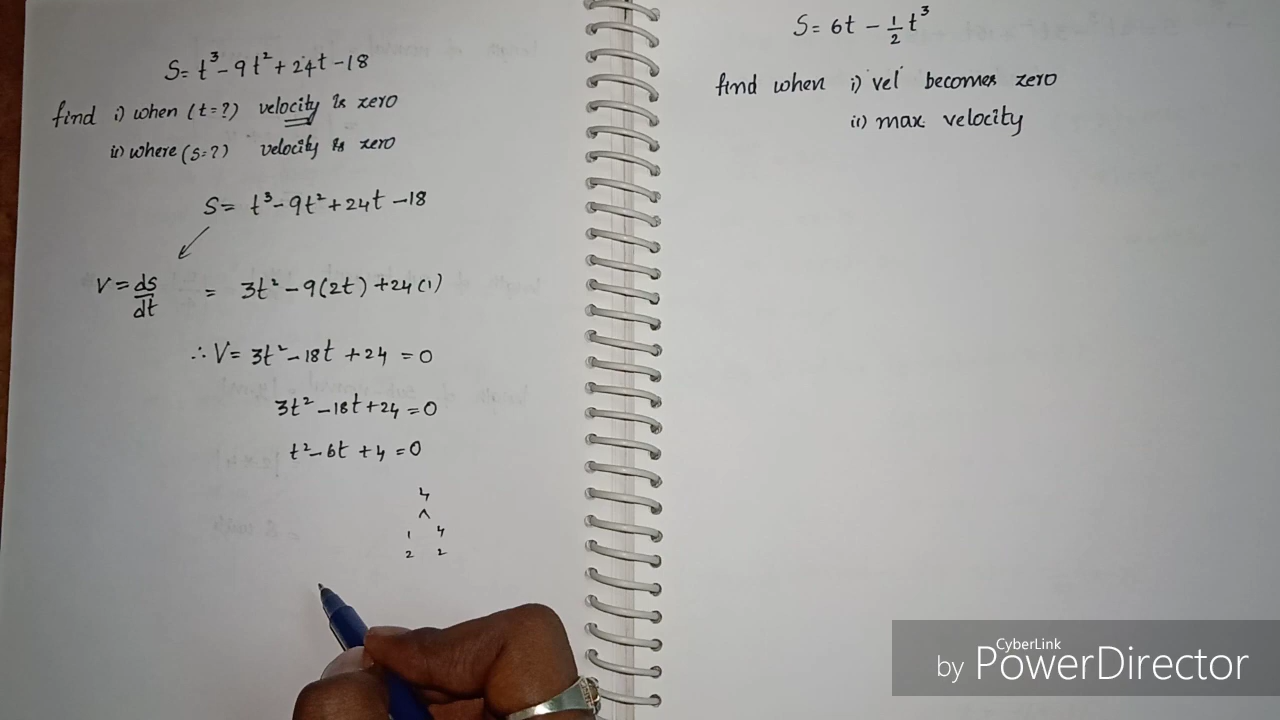 S= t³- 9t²+24t-18
find i) when (t=?) velocity is zero
ii) where (s=?) velocity is zero
S= t³-9t²+24t-18
V= ds/dt = 3t²-9(2t)+24(1)
∴ V= 3t²-18t+24 =0
3t²-18t+24=0
t²-6t+4=0
4
^
1 4
2 2
S= 6t - 1/2 t³
find when i) vel becomes zero
ii) max velocity
CyberLink
by PowerDirector